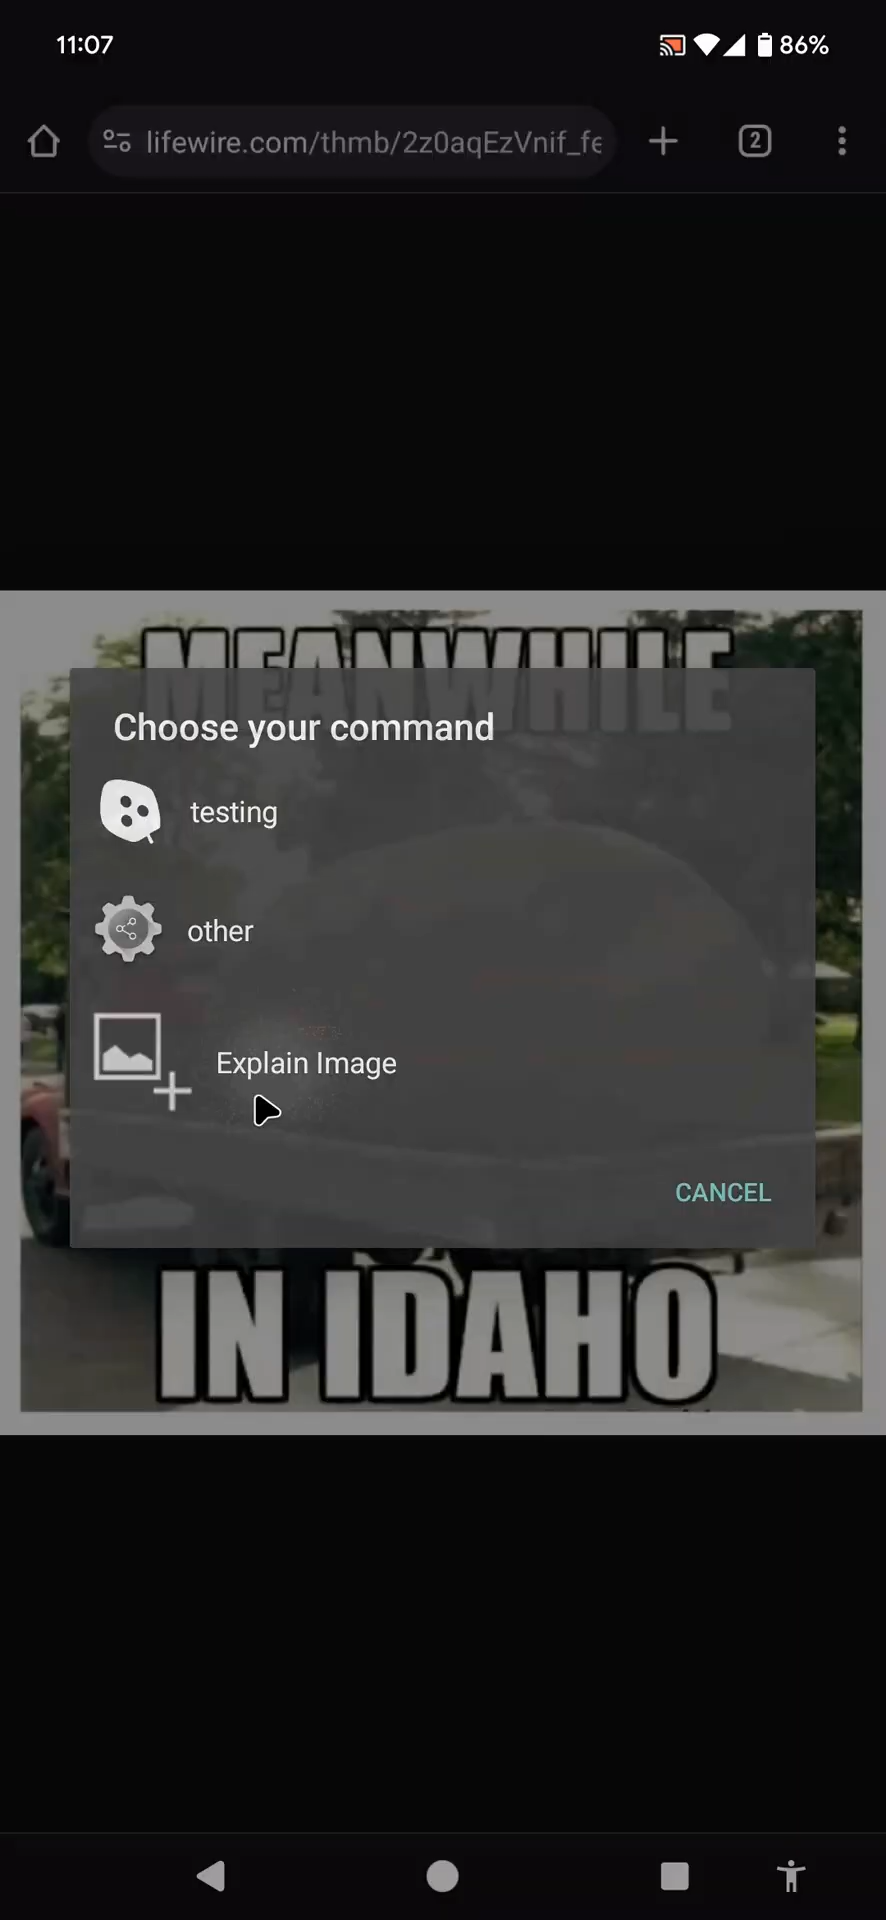 11:07
86%
lifewire.com/thmb/2z0aqEzVnif_fe
2
MEANWHILE
Choose your command
testing
other
Explain Image
CANCEL
IN IDAHO